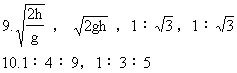 9.√(2h/g) ， √(2gh) ，1∶√3，1∶√3
10.1∶4∶9，1∶3∶5